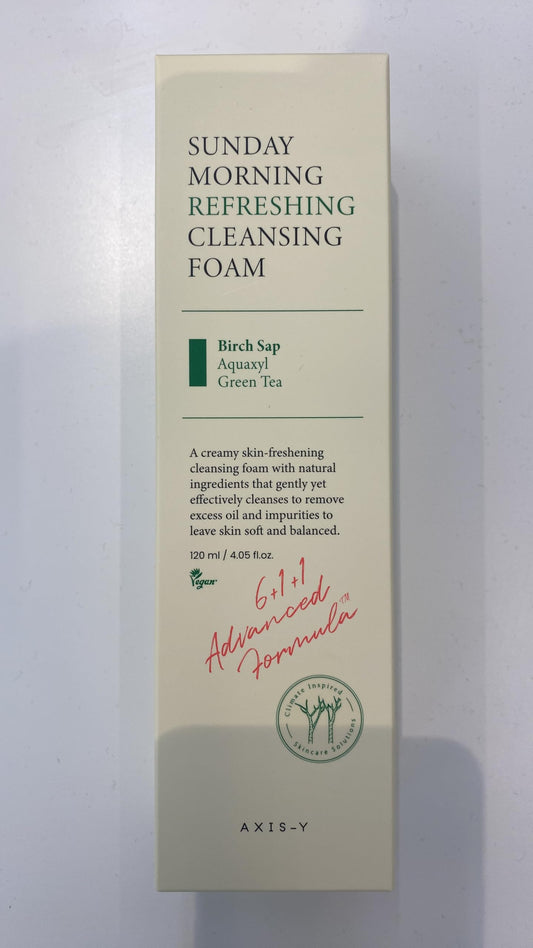 SUNDAY
MORNING
REFRESHING
CLEANSING
FOAM
Birch Sap
Aquaxyl
Green Tea
A creamy skin-freshening
cleansing foam with natural
ingredients that gently yet
effectively cleanses to remove
excess oil and impurities to
leave skin soft and balanced.
120 ml / 4.05 fl.oz.
Vegan
6+1+1
Advanced
Formula™
Climate Inspired
Skincare Solutions
AXIS-Y